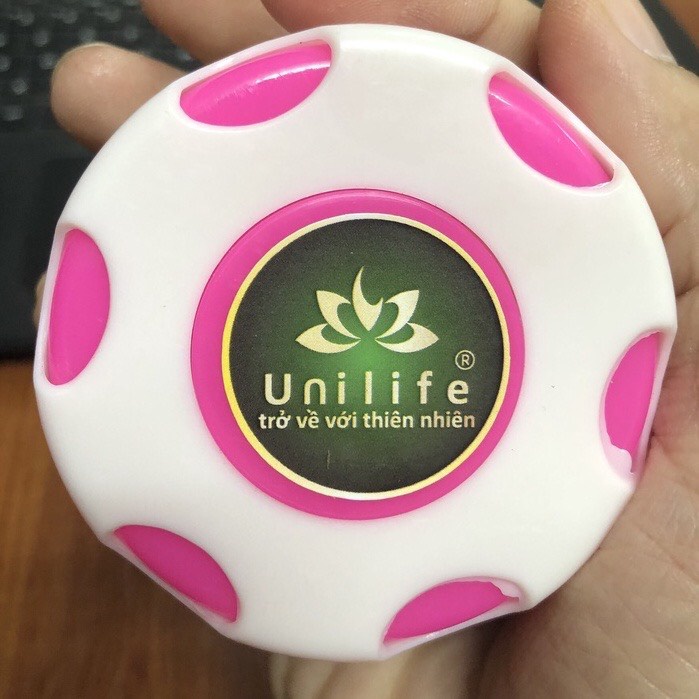 ®
Unilife
trở về với thiên nhiên